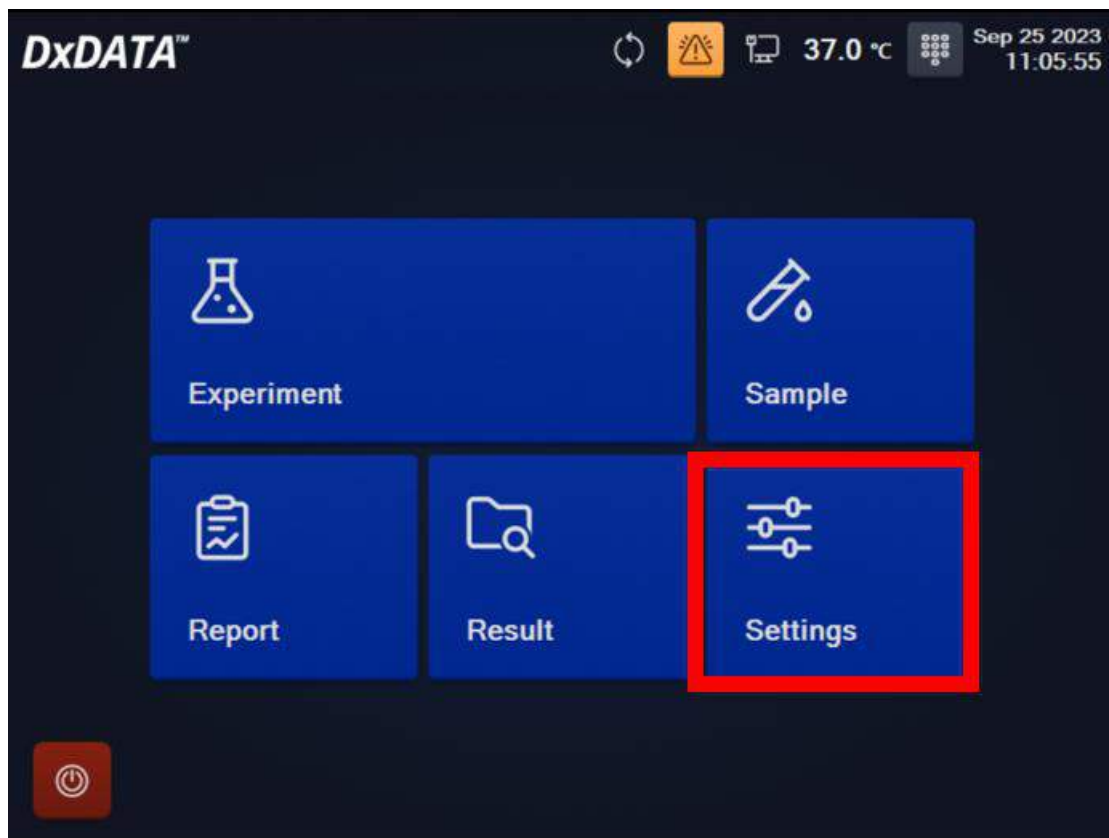 DxDATA™
37.0 °C
Sep 25 2023
11:05:55
Experiment
Sample
Report
Result
Settings